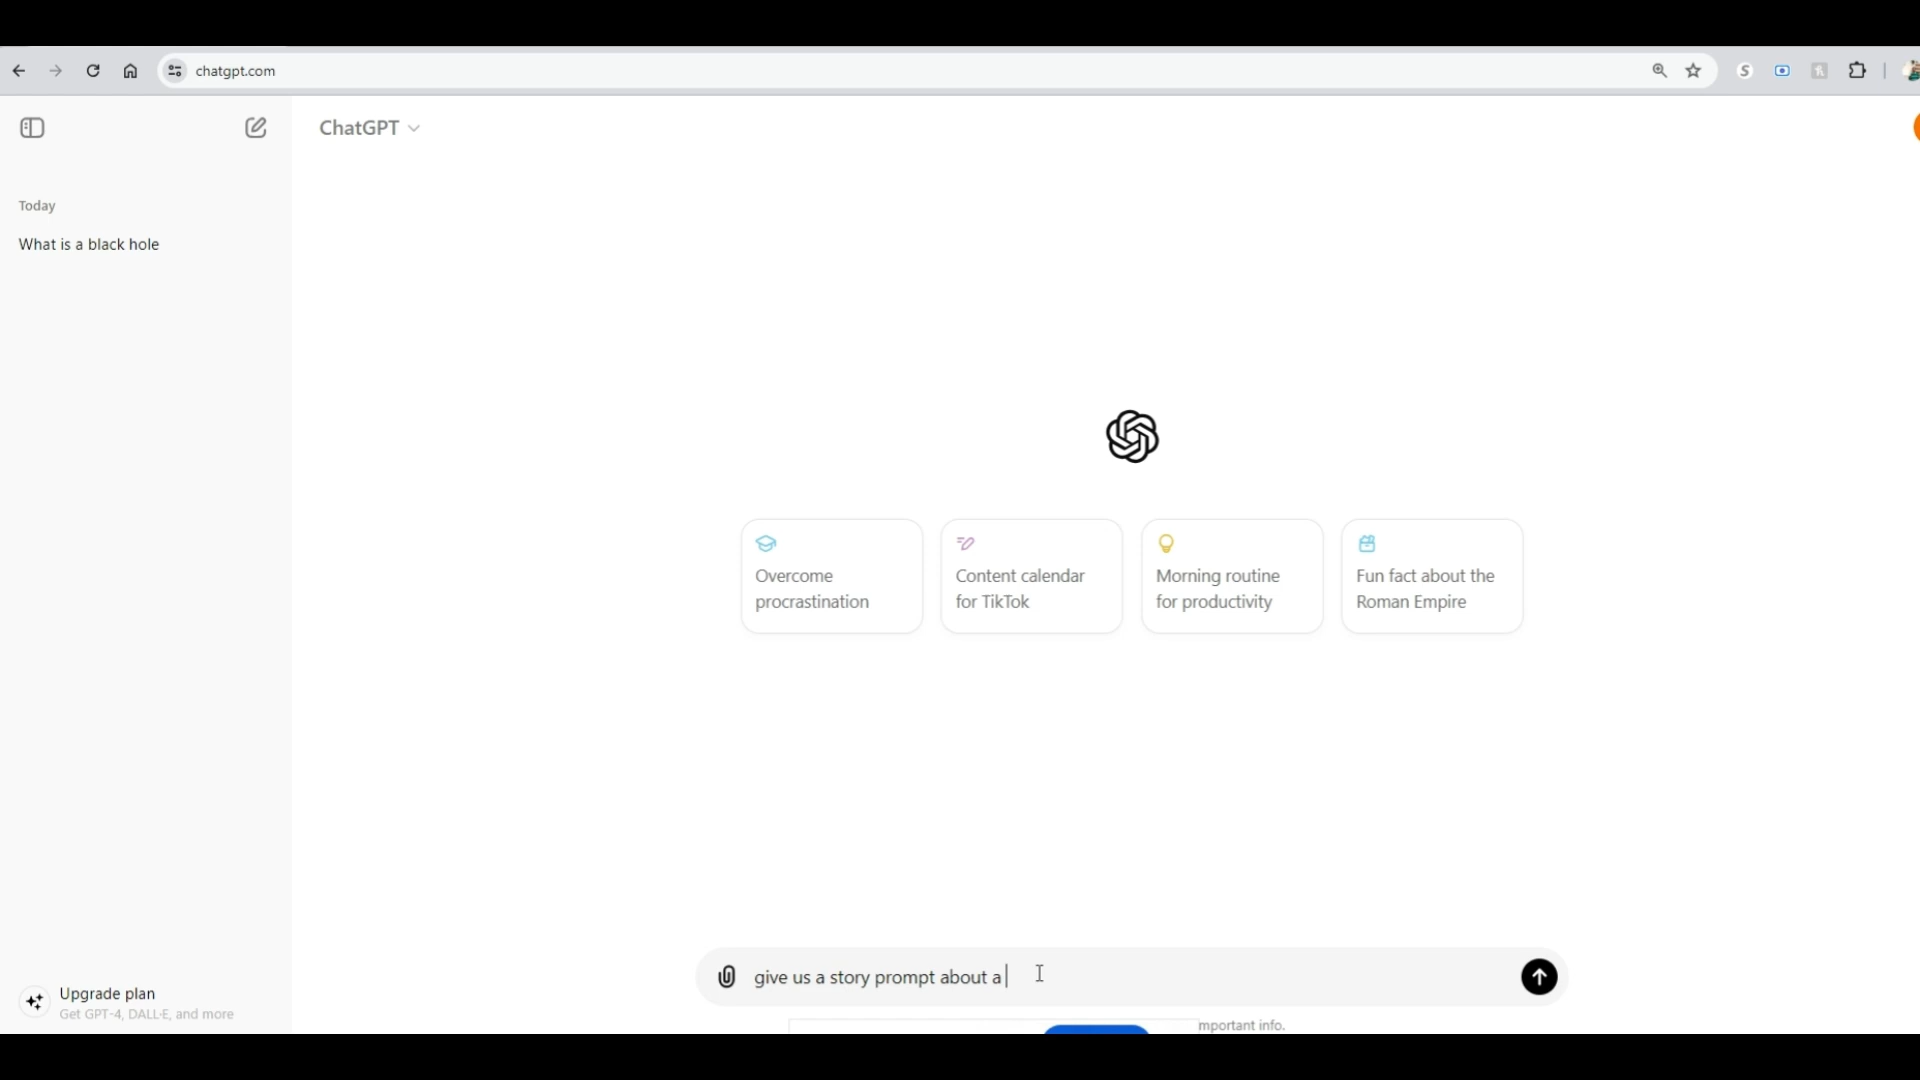 chatgpt.com
ChatGPT
Today
What is a black hole
Overcome
procrastination
Content calendar
for TikTok
Morning routine
for productivity
Fun fact about the
Roman Empire
give us a story prompt about a
Upgrade plan
Get GPT-4, DALL·E, and more
mportant info.